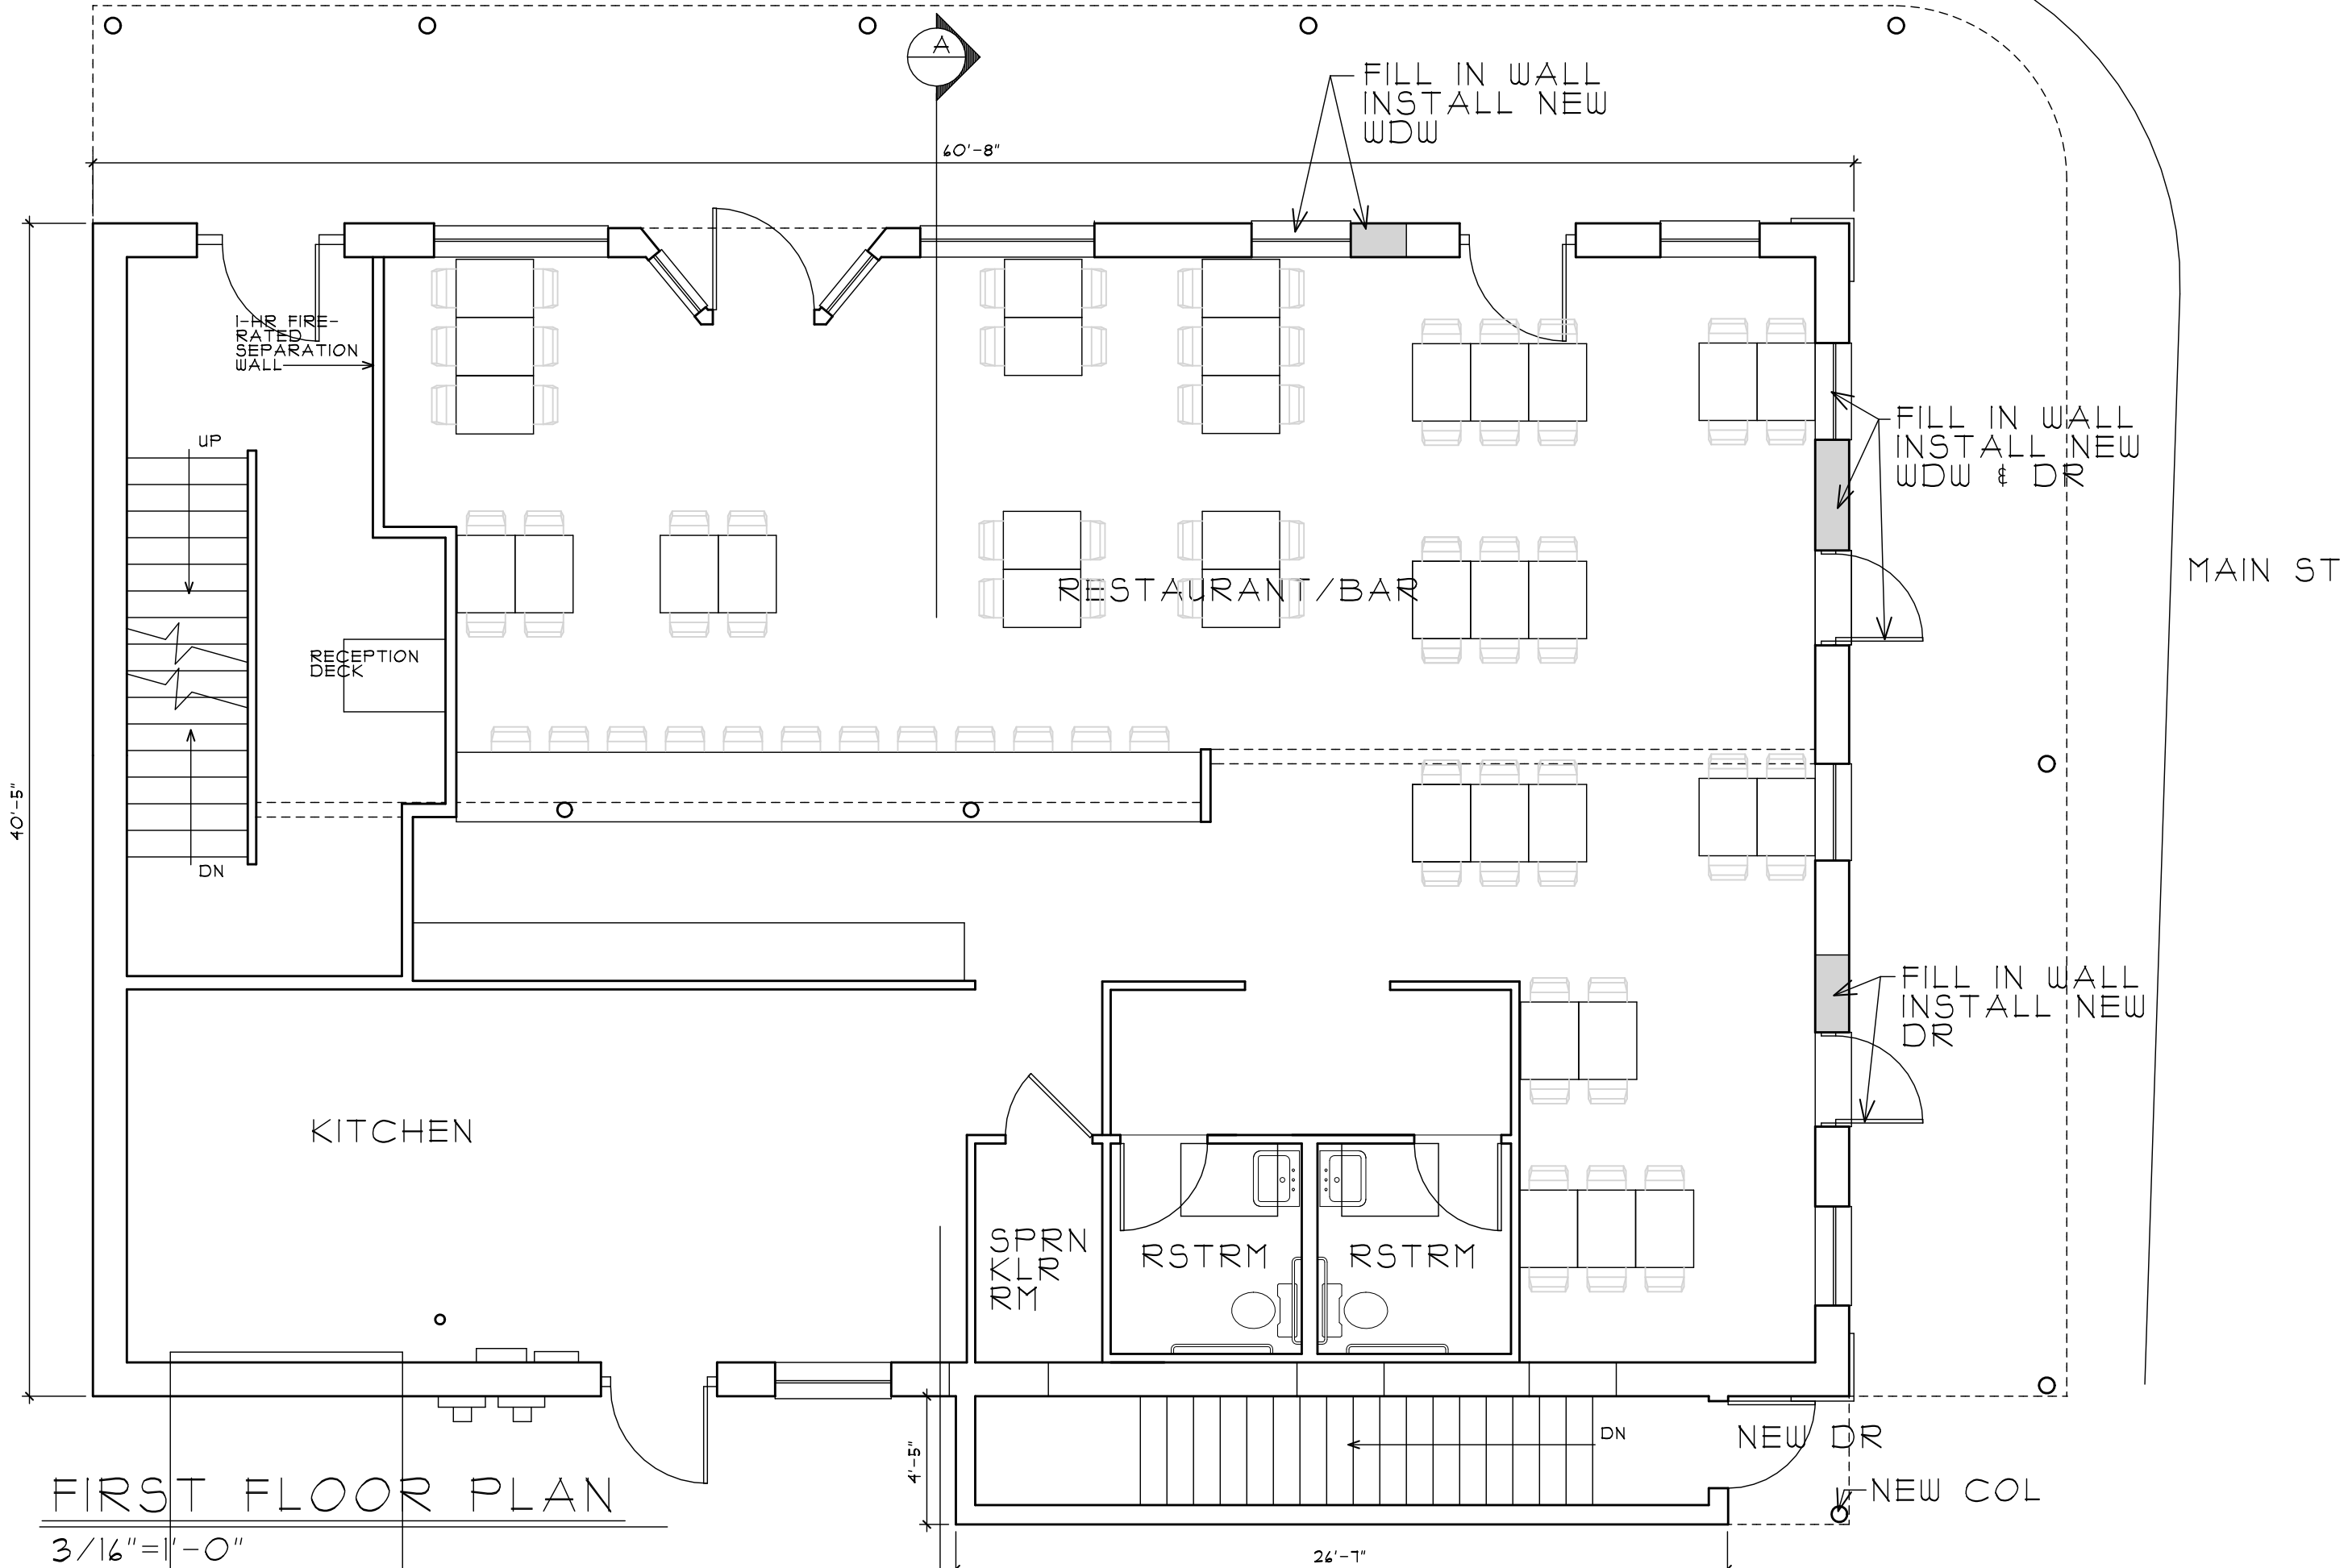 A
FILL IN WALL
INSTALL NEW
WDW
60'-8"
1-HR FIRE-
RATED
SEPARATION
WALL
UP
FILL IN WALL
INSTALL NEW
WDW & DR
MAIN ST
RESTAURANT/BAR
RECEPTION
DECK
40'-5"
DN
FILL IN WALL
INSTALL NEW
DR
KITCHEN
SPRN
KLR
RM
RSTRM
RSTRM
4'-5"
DN
NEW DR
NEW COL
FIRST FLOOR PLAN
3/16"=1'-0"
26'-7"